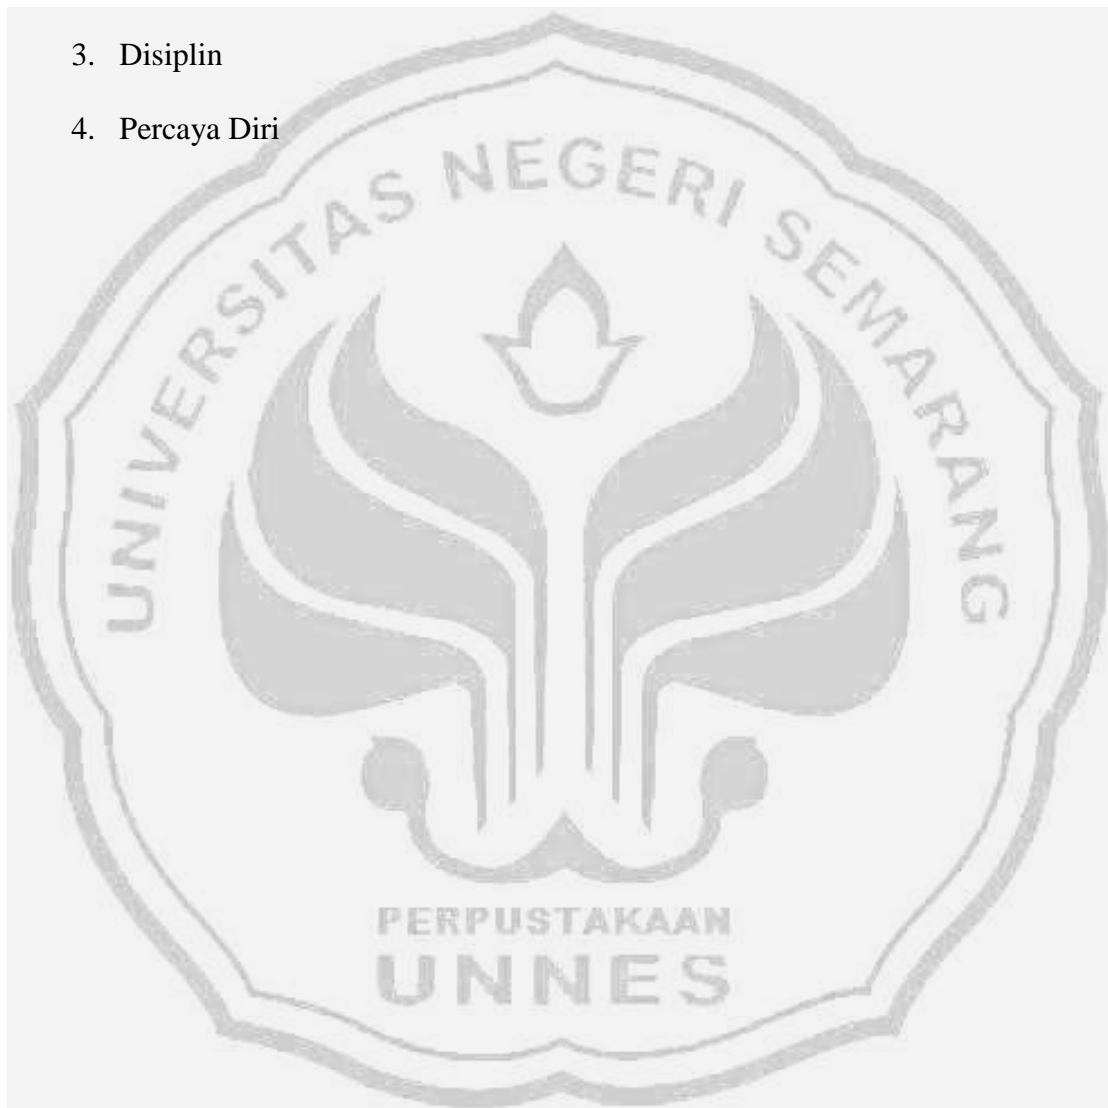 3. Disiplin
4. Percaya Diri
UNIVERSITAS NEGERI SEMARANG
PERPUSTAKAAN
UNNES